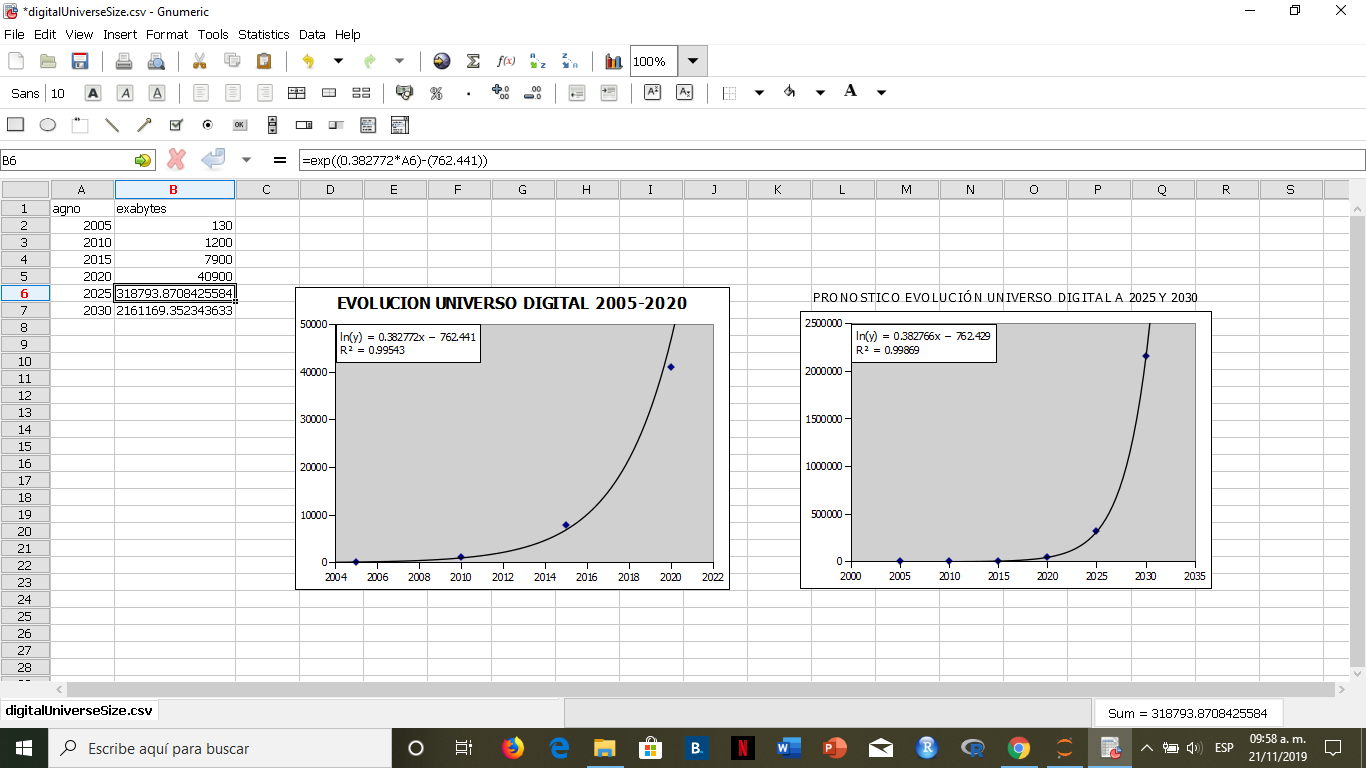 *digitalUniverseSize.csv - Gnumeric
File Edit View Insert Format Tools Statistics Data Help
f(x) 100%
Sans 10 A A A
B6 =exp((0.382772*A6)-(762.441))
A B C D E F G H I J K L M N O P Q R S
1 agno exabytes
2 2005 130
3 2010 1200
4 2015 7900
5 2020 40900
6 2025 318793.8708425584
7 2030 2161169.352343633
8
9
10
11
12
13
14
15
16
17
18
19
20
21
22
23
24
25
26
27
28
EVOLUCION UNIVERSO DIGITAL 2005-2020
ln(y) = 0.382772x − 762.441
R² = 0.99543
50000
40000
30000
20000
10000
0
2004 2006 2008 2010 2012 2014 2016 2018 2020 2022
PRONOSTICO EVOLUCIÓN UNIVERSO DIGITAL A 2025 Y 2030
ln(y) = 0.382766x − 762.429
R² = 0.99869
2500000
2000000
1500000
1000000
500000
0
2000 2005 2010 2015 2020 2025 2030 2035
digitalUniverseSize.csv
Sum = 318793.8708425584
Escribe aquí para buscar
ESP
09:58 a. m.
21/11/2019